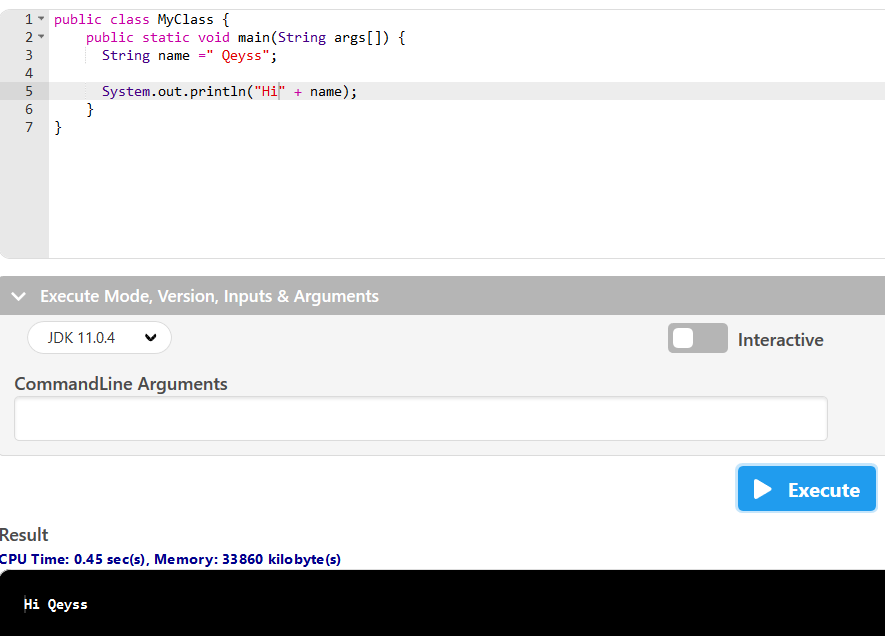 1 public class MyClass {
2     public static void main(String args[]) {
3       String name =" Qeyss";
4
5       System.out.println("Hi" + name);
6     }
7 }
Execute Mode, Version, Inputs & Arguments
JDK 11.0.4
Interactive
CommandLine Arguments
Execute
Result
CPU Time: 0.45 sec(s), Memory: 33860 kilobyte(s)
Hi Qeyss